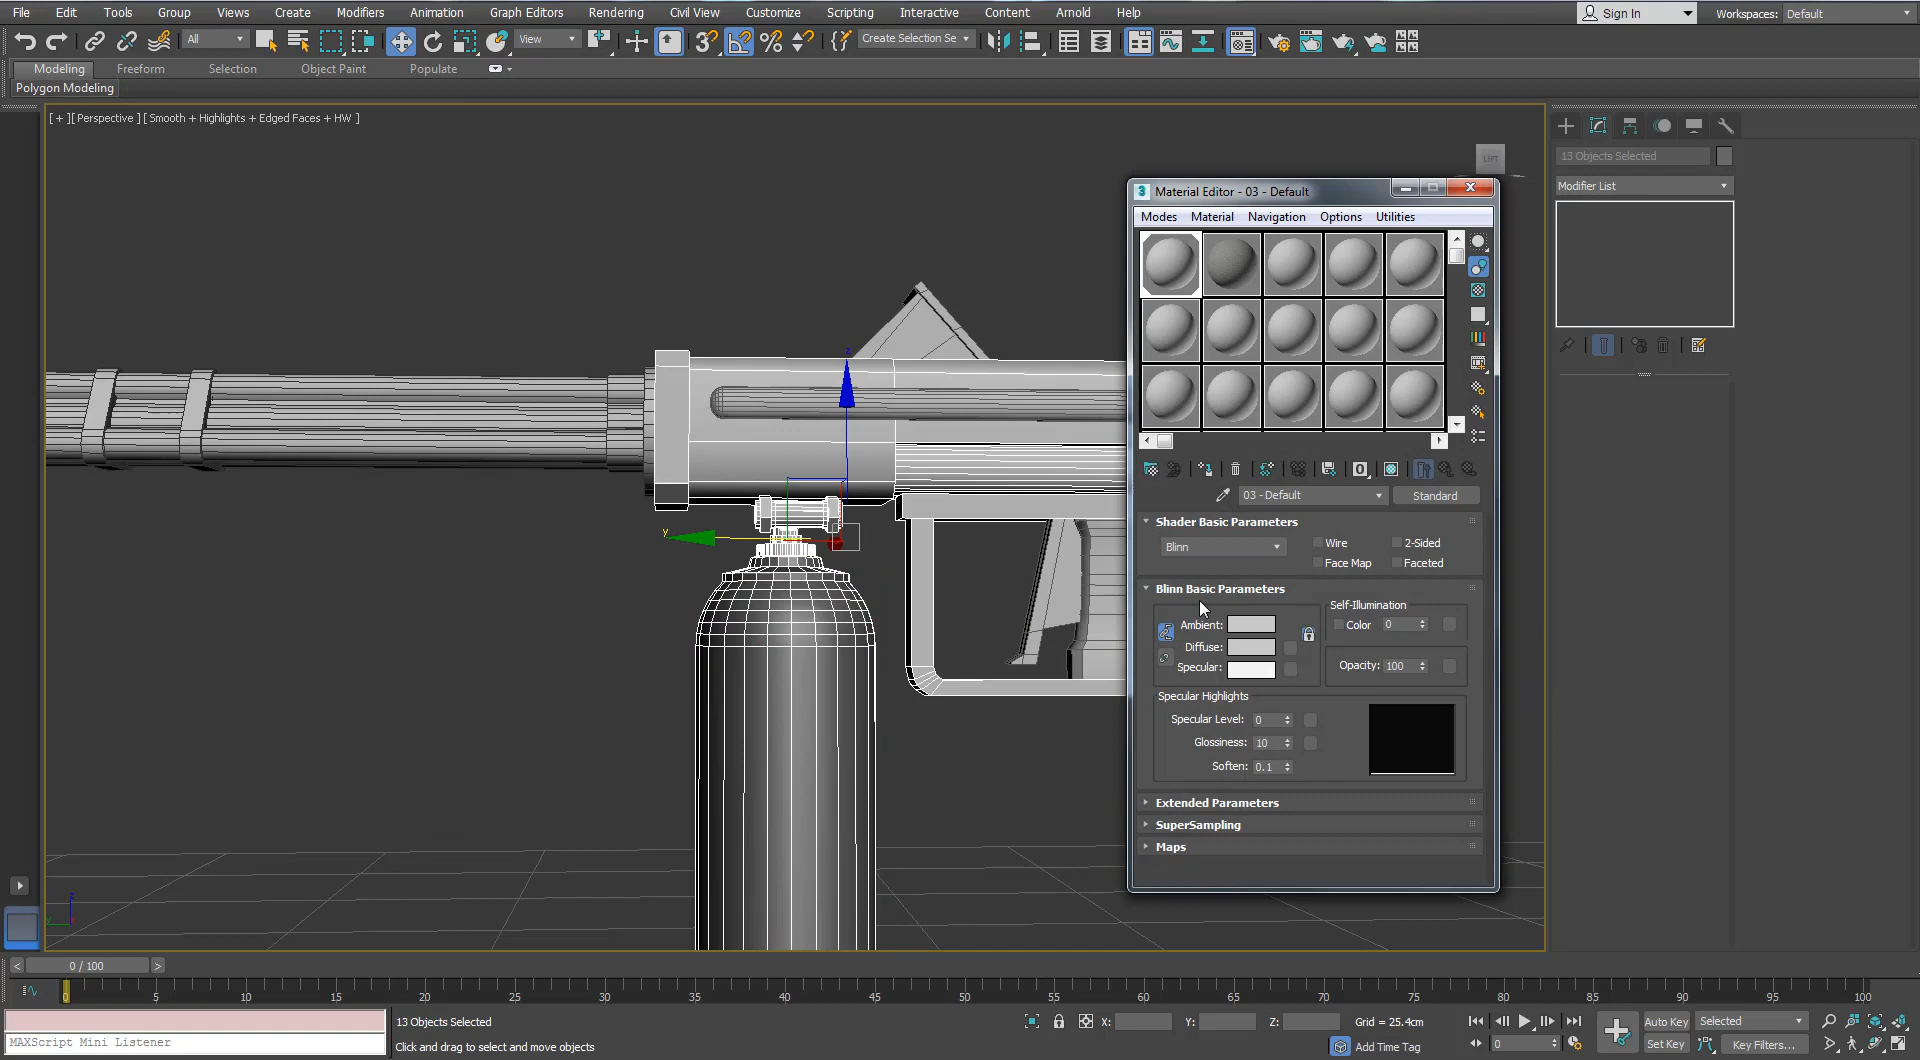 File Edit Tools Group Views Create Modifiers Animation Graph Editors Rendering Civil View Customize Scripting Interactive Content Arnold Help Sign In Workspaces: Default
All View Create Selection Se
Modeling Freeform Selection Object Paint Populate
Polygon Modeling
[ + ][ Perspective ] [ Smooth + Highlights + Edged Faces + HW ]
LEFT
13 Objects Selected
Modifier List
3 Material Editor - 03 - Default
Modes Material Navigation Options Utilities
03 - Default Standard
Shader Basic Parameters
Blinn Wire 2-Sided
Face Map Faceted
Blinn Basic Parameters
Self-Illumination
Ambient: Color 0
Diffuse:
Specular: Opacity: 100
Specular Highlights
Specular Level: 0
Glossiness: 10
Soften: 0.1
Extended Parameters
SuperSampling
Maps
z
y
z
0 / 100
0 5 10 15 20 25 30 35 40 45 50 55 60 65 70 75 80 85 90 95 100
13 Objects Selected X: Y: Z: Grid = 25.4cm Auto Key Selected
MAXScript Mini Listener Click and drag to select and move objects Add Time Tag 0 Set Key Key Filters...